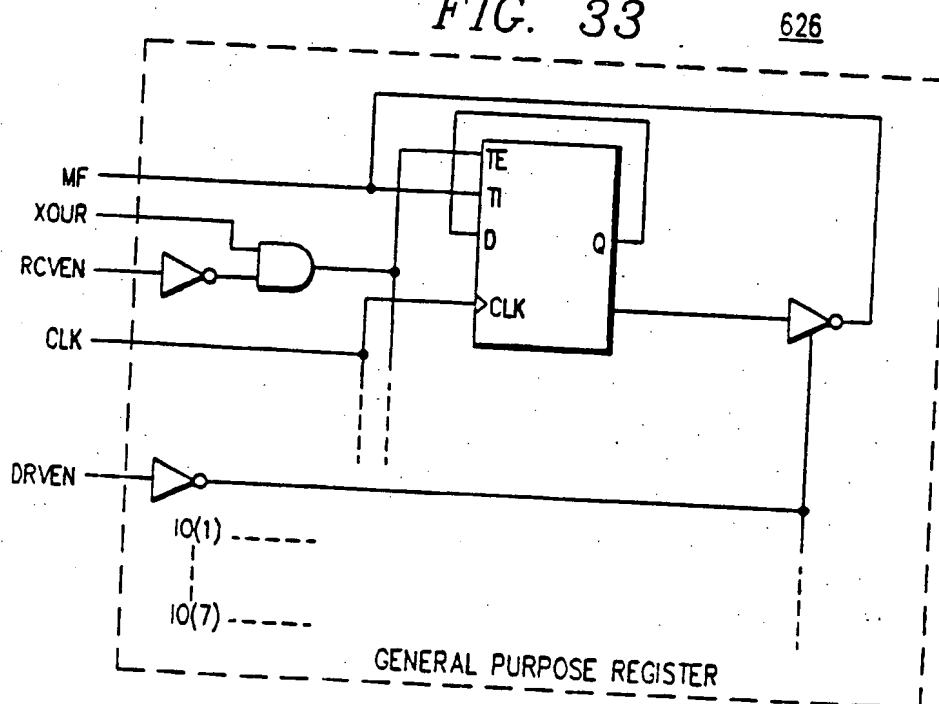 FIG. 33
626
MF
XOUR
RCVEN
CLK
DRVEN
TE
TI
D
Q
CLK
IO(1)
IO(7)
GENERAL PURPOSE REGISTER